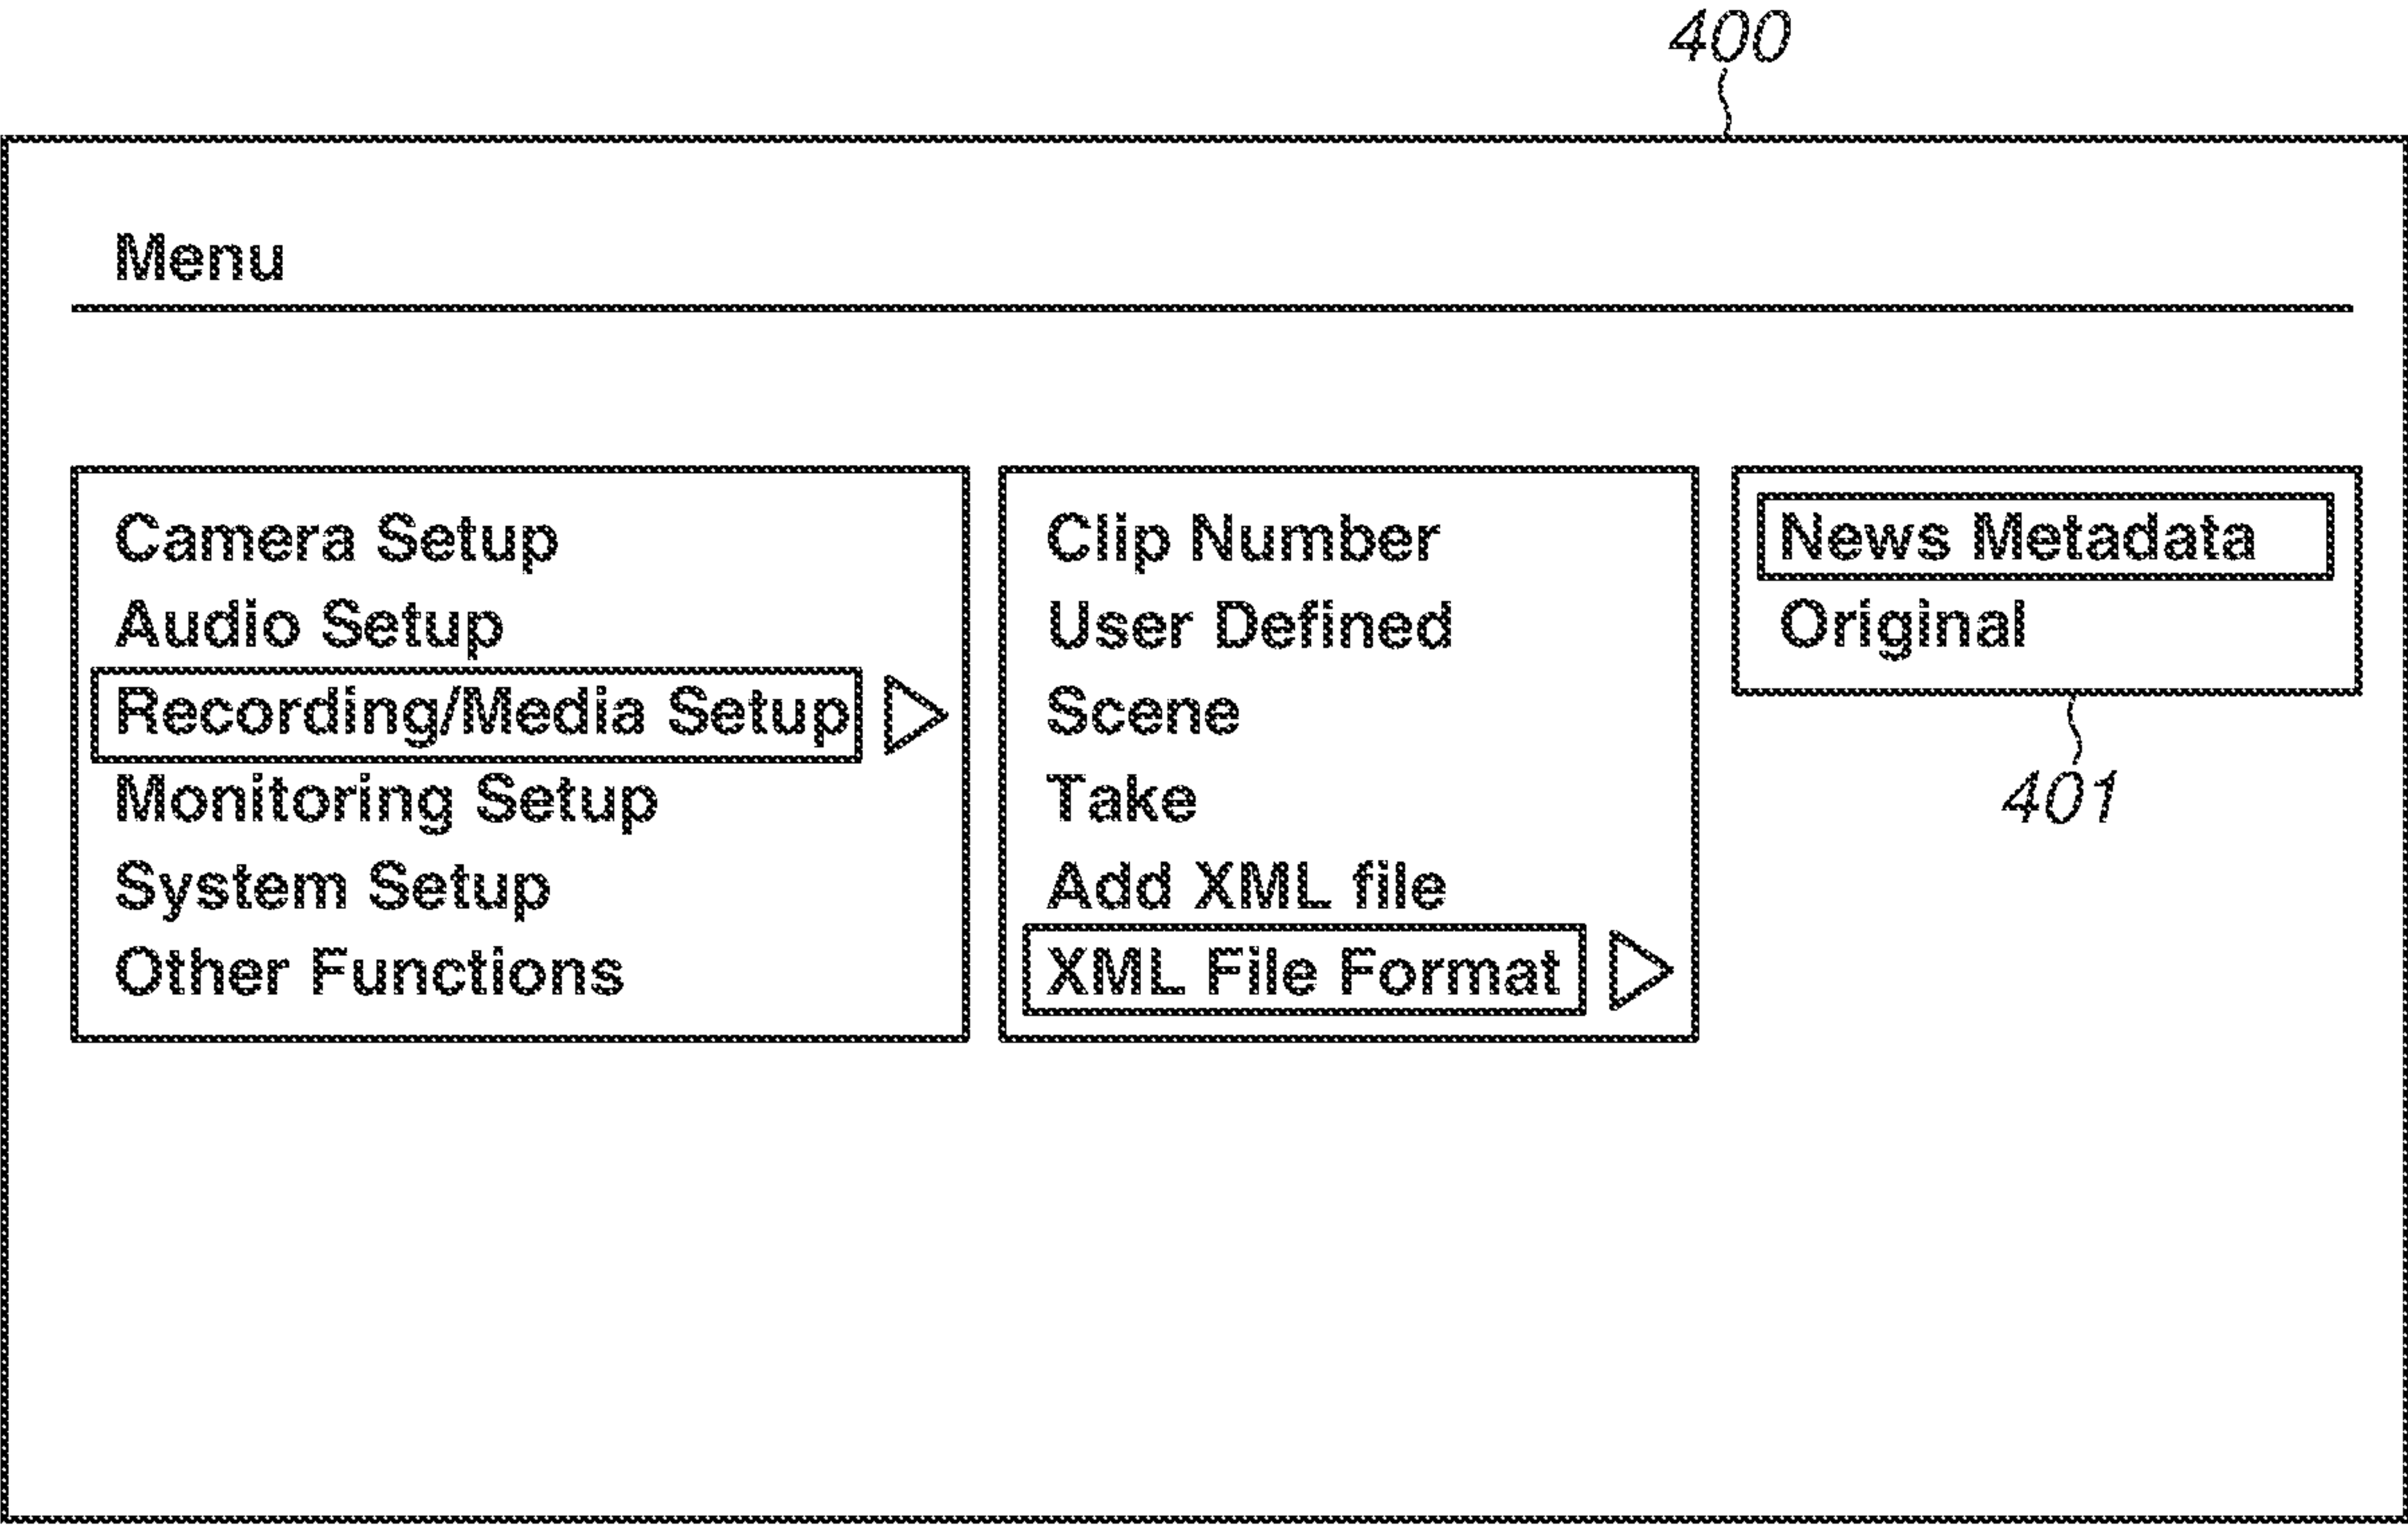 400
Menu
Camera Setup
Audio Setup
Recording/Media Setup
Monitoring Setup
System Setup
Other Functions
Clip Number
User Defined
Scene
Take
Add XML file
XML File Format
News Metadata
Original
401